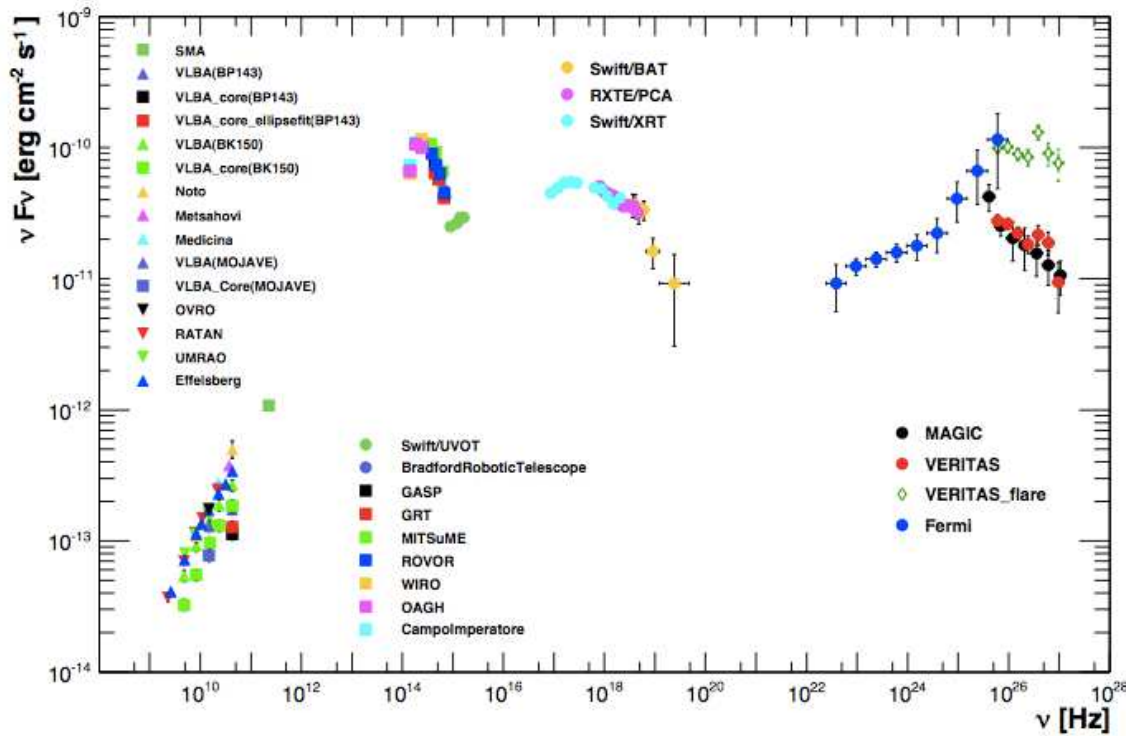 ν Fν [erg cm⁻² s⁻¹]
10⁻⁹
10⁻¹⁰
10⁻¹¹
10⁻¹²
10⁻¹³
10⁻¹⁴
SMA
VLBA(BP143)
VLBA_core(BP143)
VLBA_core_ellipsefit(BP143)
VLBA(BK150)
VLBA_core(BK150)
Noto
Metsahovi
Medicina
VLBA(MOJAVE)
VLBA_Core(MOJAVE)
OVRO
RATAN
UMRAO
Effelsberg
Swift/BAT
RXTE/PCA
Swift/XRT
Swift/UVOT
BradfordRoboticTelescope
GASP
GRT
MITSuME
ROVOR
WIRO
OAGH
CampoImperatore
MAGIC
VERITAS
VERITAS_flare
Fermi
10¹⁰ 10¹² 10¹⁴ 10¹⁶ 10¹⁸ 10²⁰ 10²² 10²⁴ 10²⁶ 10²⁸
ν [Hz]